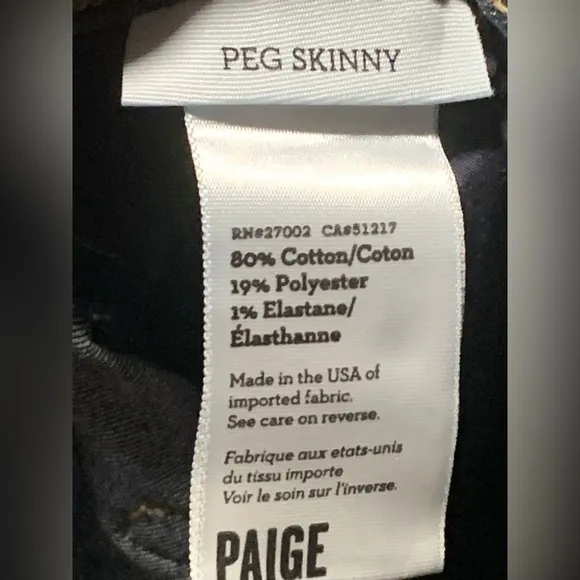 PEG SKINNY
RN#27002 CA#51217
80% Cotton/Coton
19% Polyester
1% Elastane/
Élasthanne
Made in the USA of
imported fabric.
See care on reverse.
Fabrique aux etats-unis
du tissu importe
Voir le soin sur l'inverse.
PAIGE